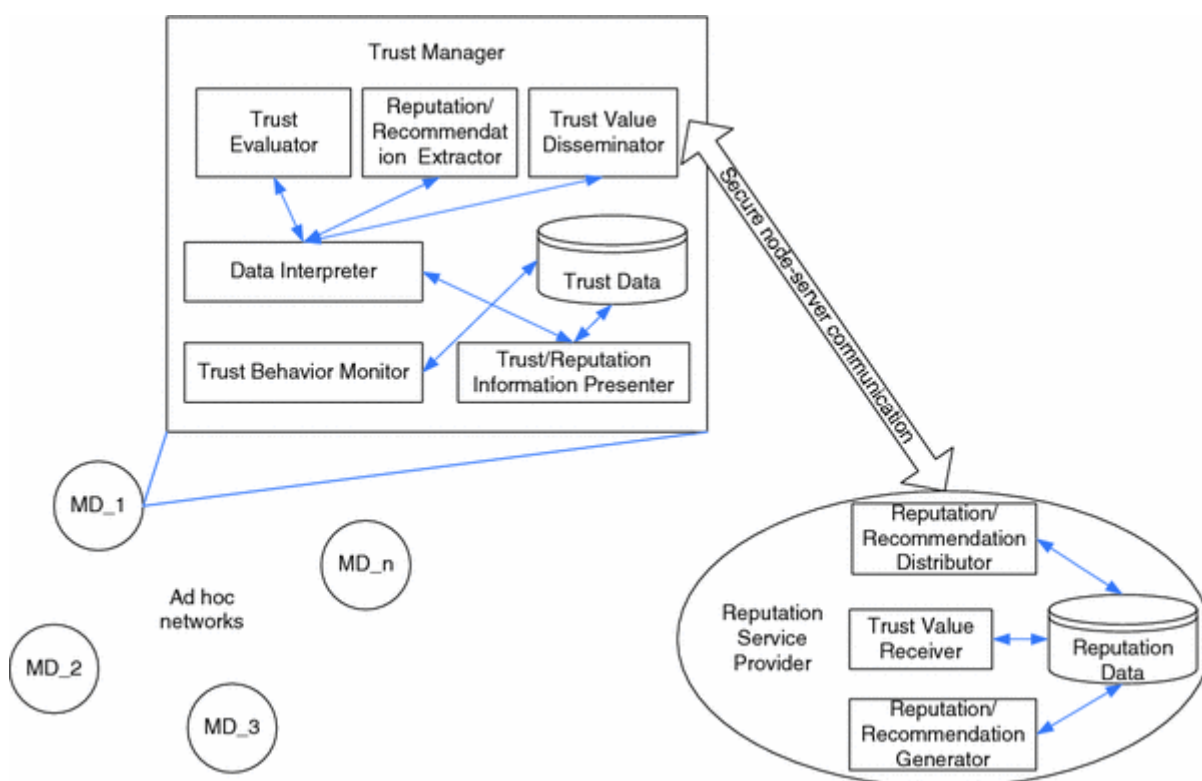 Trust Manager
Trust
Evaluator
Reputation/
Recommendat
ion Extractor
Trust Value
Disseminator
Data Interpreter
Trust Data
Trust Behavior Monitor
Trust/Reputation
Information Presenter
Secure node-server communication
MD_1
MD_n
Ad hoc
networks
MD_2
MD_3
Reputation
Service
Provider
Reputation/
Recommendation
Distributor
Trust Value
Receiver
Reputation
Data
Reputation/
Recommendation
Generator